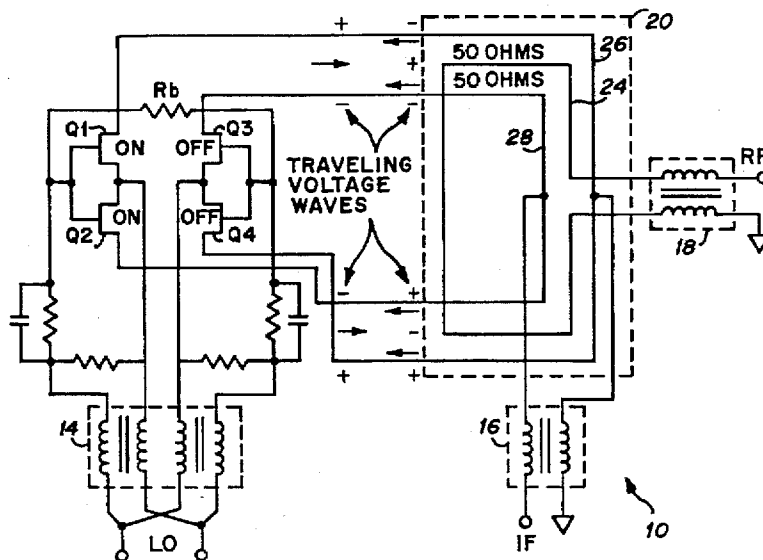 20
+ -
50 OHMS
26
+
50 OHMS
24
Rb
- -
Q1
Q3
ON
OFF
28
RF
TRAVELING
VOLTAGE
WAVES
ON
OFF
Q2
Q4
18
- +
-
+ +
14
16
10
LO
IF